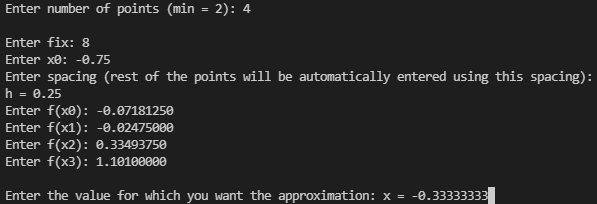 Enter number of points (min = 2): 4
Enter fix: 8
Enter x0: -0.75
Enter spacing (rest of the points will be automatically entered using this spacing):
h = 0.25
Enter f(x0): -0.07181250
Enter f(x1): -0.02475000
Enter f(x2): 0.33493750
Enter f(x3): 1.10100000
Enter the value for which you want the approximation: x = -0.33333333